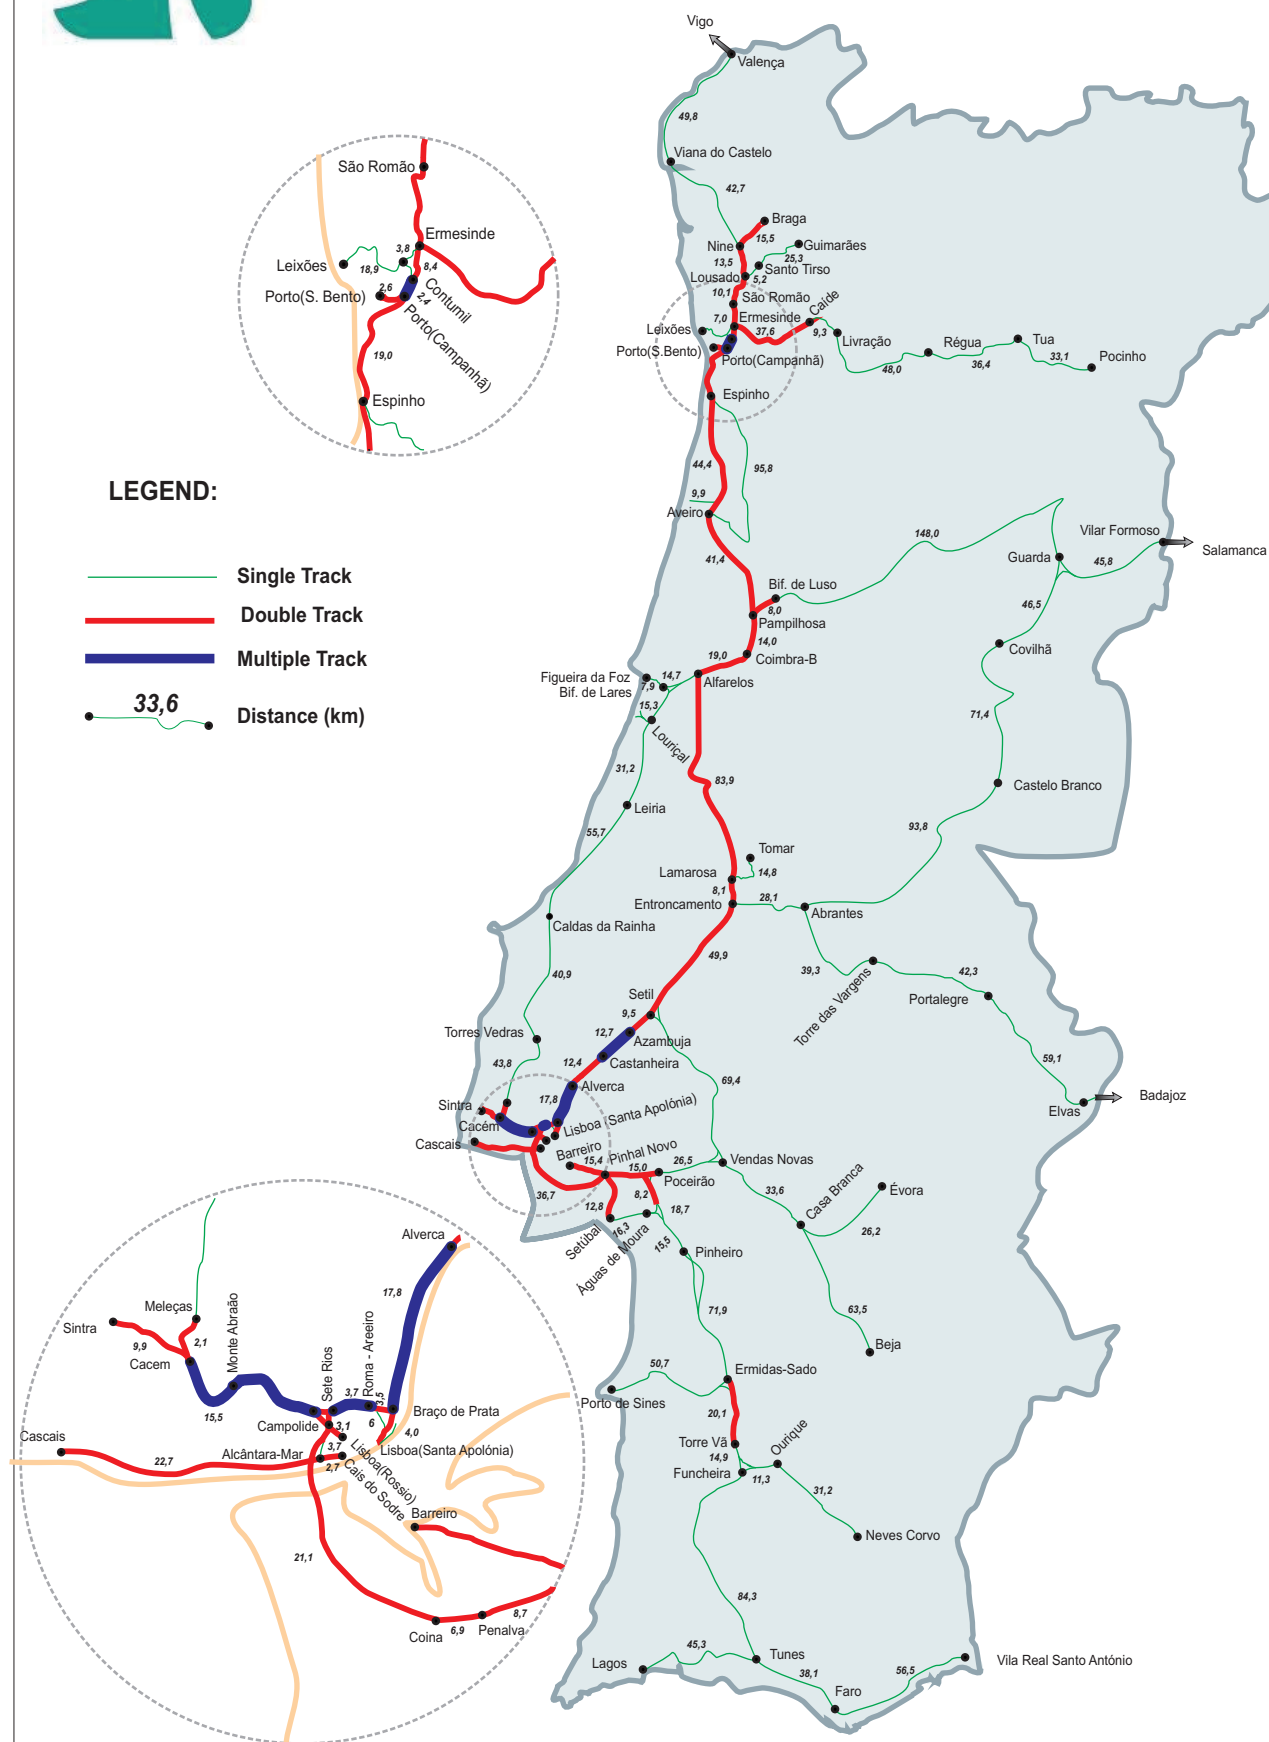 Vigo
Valença
49,8
Viana do Castelo
42,7
Braga
15,5
Nine
Guimarães
25,3
13,5
Santo Tirso
Lousado
5,2
10,1
São Romão
Caíde
7,0
Ermesinde
Leixões
37,6
9,3
Livração
Porto(S.Bento)
Porto(Campanhã)
48,0
Régua
36,4
Tua
33,1
Pocinho
Espinho
São Romão
Ermesinde
3,8
Leixões
18,9
8,4
Contumil
2,6
Porto(S. Bento)
2,4
Porto(Campanhã)
19,0
Espinho
LEGEND:
Single Track
Double Track
Multiple Track
33,6
Distance (km)
44,4
95,8
9,9
Aveiro
41,4
148,0
Vilar Formoso
Salamanca
Guarda
45,8
Bif. de Luso
8,0
Pampilhosa
46,5
14,0
Covilhã
19,0
Coimbra-B
Figueira da Foz
14,7
Alfarelos
7,9
Bif. de Lares
15,3
Louriçal
71,4
31,2
83,9
Castelo Branco
Leiria
55,7
93,8
Tomar
Lamarosa
14,8
8,1
Entroncamento
28,1
Abrantes
Caldas da Rainha
49,9
39,3
Torre das Vargens
42,3
Portalegre
40,9
Setil
9,5
Torres Vedras
12,7
Azambuja
Castanheira
43,8
12,4
Alverca
59,1
69,4
Badajoz
Elvas
17,8
Sintra
Cacém
Lisboa (Santa Apolónia)
Cascais
Barreiro
15,4
Pinhal Novo
15,0
Poceirão
26,5
Vendas Novas
33,6
Casa Branca
Évora
26,2
36,7
12,8
8,2
18,7
Setúbal
16,3
Águas de Moura
15,5
Pinheiro
63,5
71,9
Beja
50,7
Ermidas-Sado
Porto de Sines
20,1
Torre Vã
Ourique
14,9
Funcheira
11,3
31,2
Neves Corvo
84,3
45,3
Tunes
Lagos
38,1
56,5
Faro
Vila Real Santo António
Alverca
17,8
Meleças
Sintra
9,9
2,1
Cacem
Monte Abraão
15,5
Sete Rios
3,7
Roma - Areeiro
3,5
Braço de Prata
Campolide
3,1
6
4,0
Lisboa(Santa Apolónia)
Lisboa(Rossio)
Cascais
22,7
Alcântara-Mar
3,7
2,7
Cais do Sodre
Barreiro
21,1
Coina
6,9
Penalva
8,7